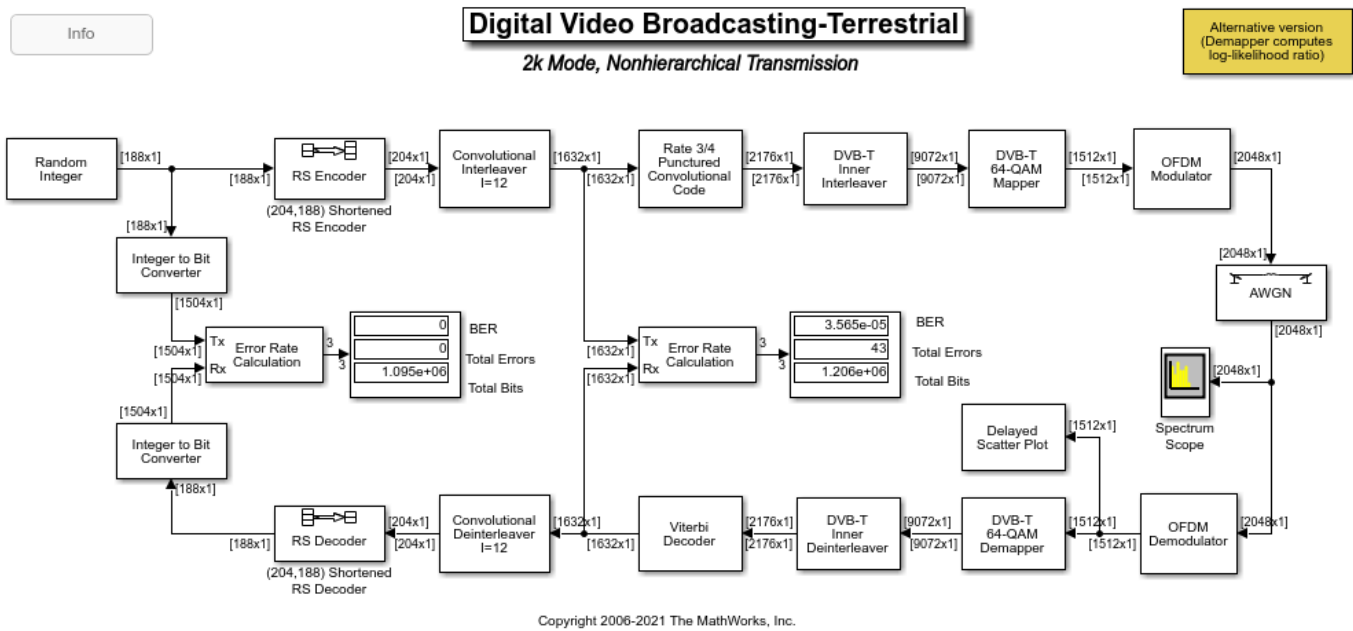 Info
Digital Video Broadcasting-Terrestrial
2k Mode, Nonhierarchical Transmission
Alternative version
(Demapper computes
log-likelihood ratio)
Random
Integer
[188x1]
[188x1]
RS Encoder
(204,188) Shortened
RS Encoder
[204x1]
[204x1]
Convolutional
Interleaver
I=12
[1632x1]
[1632x1]
Rate 3/4
Punctured
Convolutional
Code
[2176x1]
[2176x1]
DVB-T
Inner
Interleaver
[9072x1]
[9072x1]
DVB-T
64-QAM
Mapper
[1512x1]
[1512x1]
OFDM
Modulator
[2048x1]
[188x1]
Integer to Bit
Converter
[1504x1]
[1504x1]
Tx
Rx
Error Rate
Calculation
3
3
0
0
1.095e+06
BER
Total Errors
Total Bits
[1632x1]
[1632x1]
Tx
Rx
Error Rate
Calculation
3
3
3.565e-05
43
1.206e+06
BER
Total Errors
Total Bits
[2048x1]
AWGN
[2048x1]
[2048x1]
Spectrum
Scope
[1504x1]
[1504x1]
Integer to Bit
Converter
[188x1]
Delayed
Scatter Plot
[1512x1]
[188x1]
RS Decoder
(204,188) Shortened
RS Decoder
[204x1]
[204x1]
Convolutional
Deinterleaver
I=12
[1632x1]
[1632x1]
Viterbi
Decoder
[2176x1]
[2176x1]
DVB-T
Inner
Deinterleaver
[9072x1]
[9072x1]
DVB-T
64-QAM
Demapper
[1512x1]
[1512x1]
OFDM
Demodulator
[2048x1]
Copyright 2006-2021 The MathWorks, Inc.